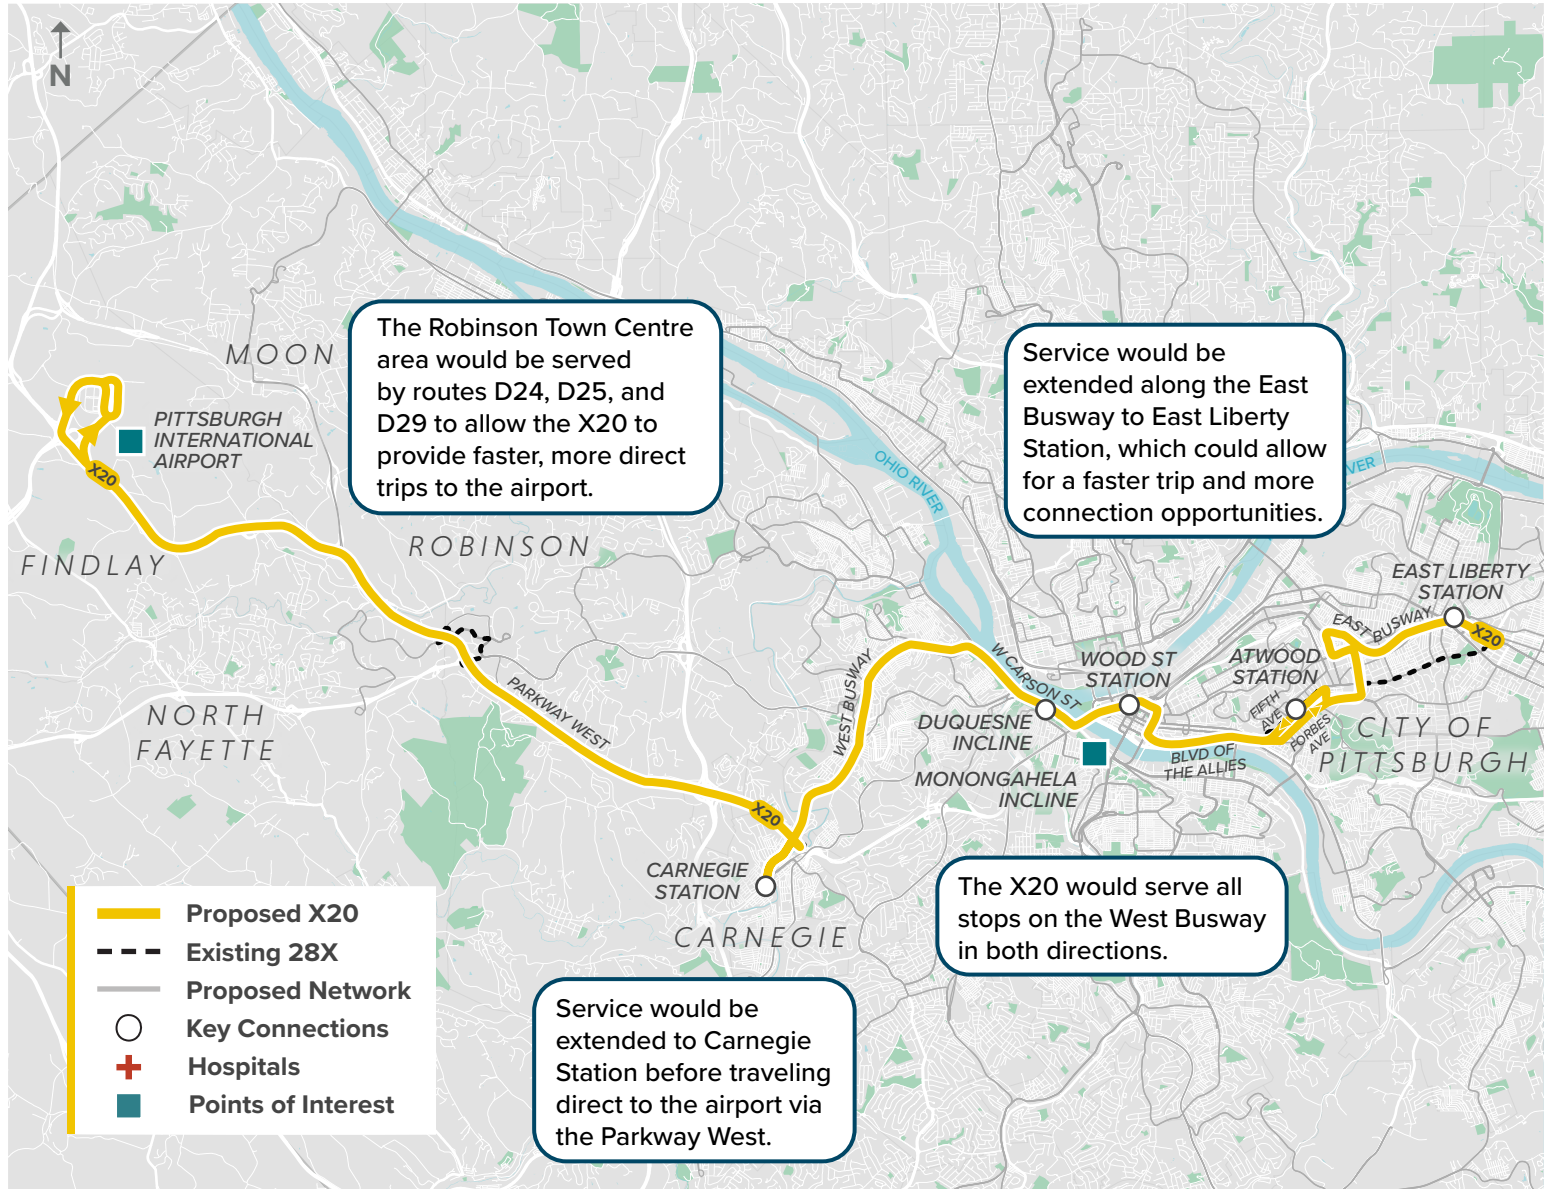 N
MOON
The Robinson Town Centre
area would be served
by routes D24, D25, and
D29 to allow the X20 to
provide faster, more direct
trips to the airport.
Service would be
extended along the East
Busway to East Liberty
Station, which could allow
for a faster trip and more
connection opportunities.
PITTSBURGH
INTERNATIONAL
AIRPORT
X20
OHIO RIVER
VER
FINDLAY
ROBINSON
EAST LIBERTY
STATION
EAST BUSWAY
X20
ATWOOD
STATION
WOOD ST
STATION
W CARSON ST
WEST BUSWAY
PARKWAY WEST
NORTH
FAYETTE
DUQUESNE
INCLINE
FIFTH
AVE
FORBES
AVE
CITY OF
PITTSBURGH
BLVD OF
THE ALLIES
MONONGAHELA
INCLINE
X20
CARNEGIE
STATION
CARNEGIE
The X20 would serve all
stops on the West Busway
in both directions.
Service would be
extended to Carnegie
Station before traveling
direct to the airport via
the Parkway West.
Proposed X20
Existing 28X
Proposed Network
Key Connections
Hospitals
Points of Interest